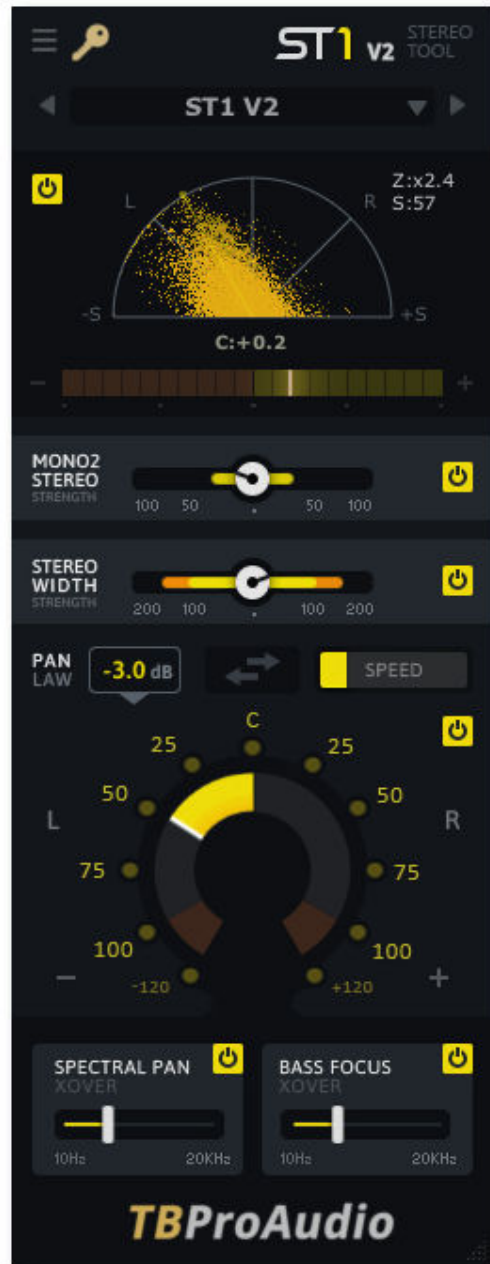 ST1 V2 STEREO
TOOL
ST1 V2
Z:x2.4
L R S:57
-S +S
C:+0.2
− +
MONO2
STEREO
STRENGTH
100 50 . 50 100
STEREO
WIDTH
STRENGTH
200 100 . 100 200
PAN
LAW
-3.0 dB
SPEED
C
25 25
50 50
L R
75 75
100 100
− +
-120 +120
SPECTRAL PAN
XOVER
10Hz 20KHz
BASS FOCUS
XOVER
10Hz 20KHz
TBProAudio